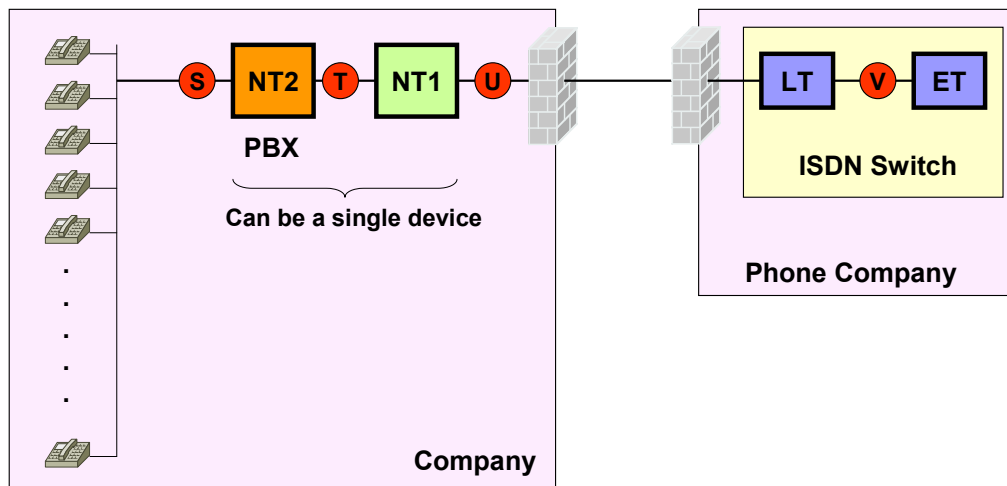 S
NT2
T
NT1
U
LT
V
ET
PBX
ISDN Switch
Can be a single device
Phone Company
Company